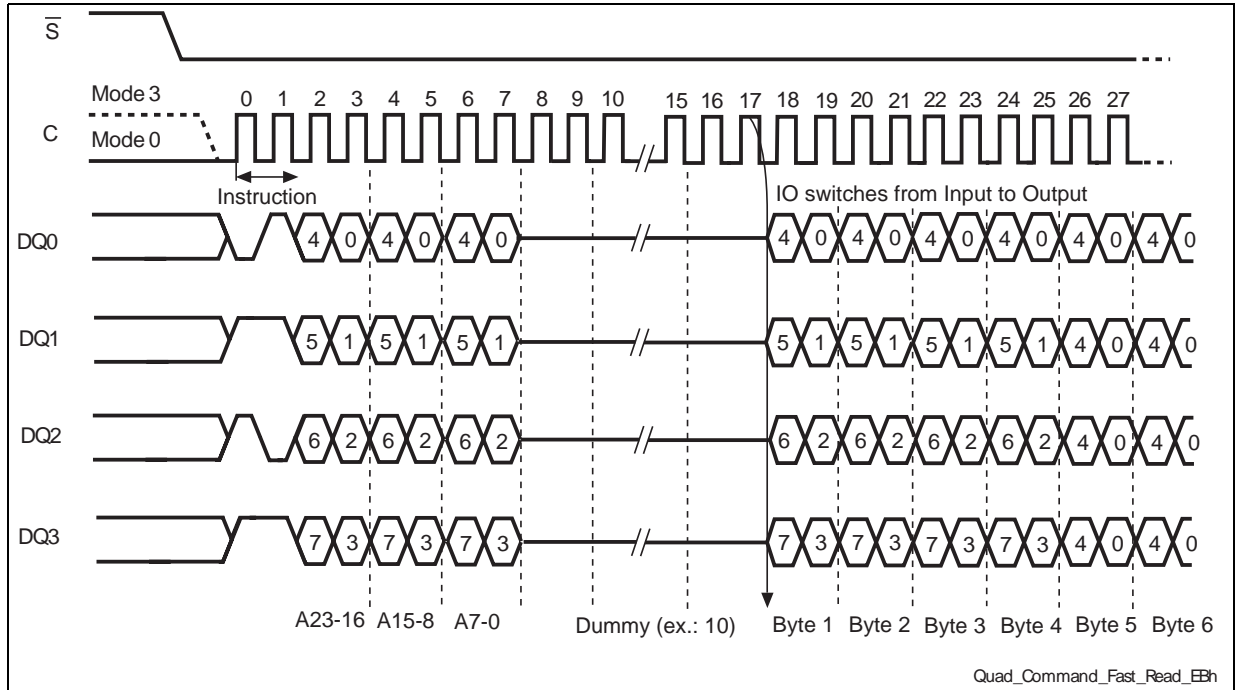 S
Mode 3
0 1 2 3 4 5 6 7 8 9 10 15 16 17 18 19 20 21 22 23 24 25 26 27
C
Mode 0
Instruction
IO switches from Input to Output
DQ0 4 0 4 0 4 0 4 0 4 0 4 0 4 0 4 0 4 0
DQ1 5 1 5 1 5 1 5 1 5 1 5 1 5 1 4 0 4 0
DQ2 6 2 6 2 6 2 6 2 6 2 6 2 6 2 4 0 4 0
DQ3 7 3 7 3 7 3 7 3 7 3 7 3 7 3 4 0 4 0
A23-16 A15-8 A7-0 Dummy (ex.: 10) Byte 1 Byte 2 Byte 3 Byte 4 Byte 5 Byte 6
Quad_Command_Fast_Read_EBh